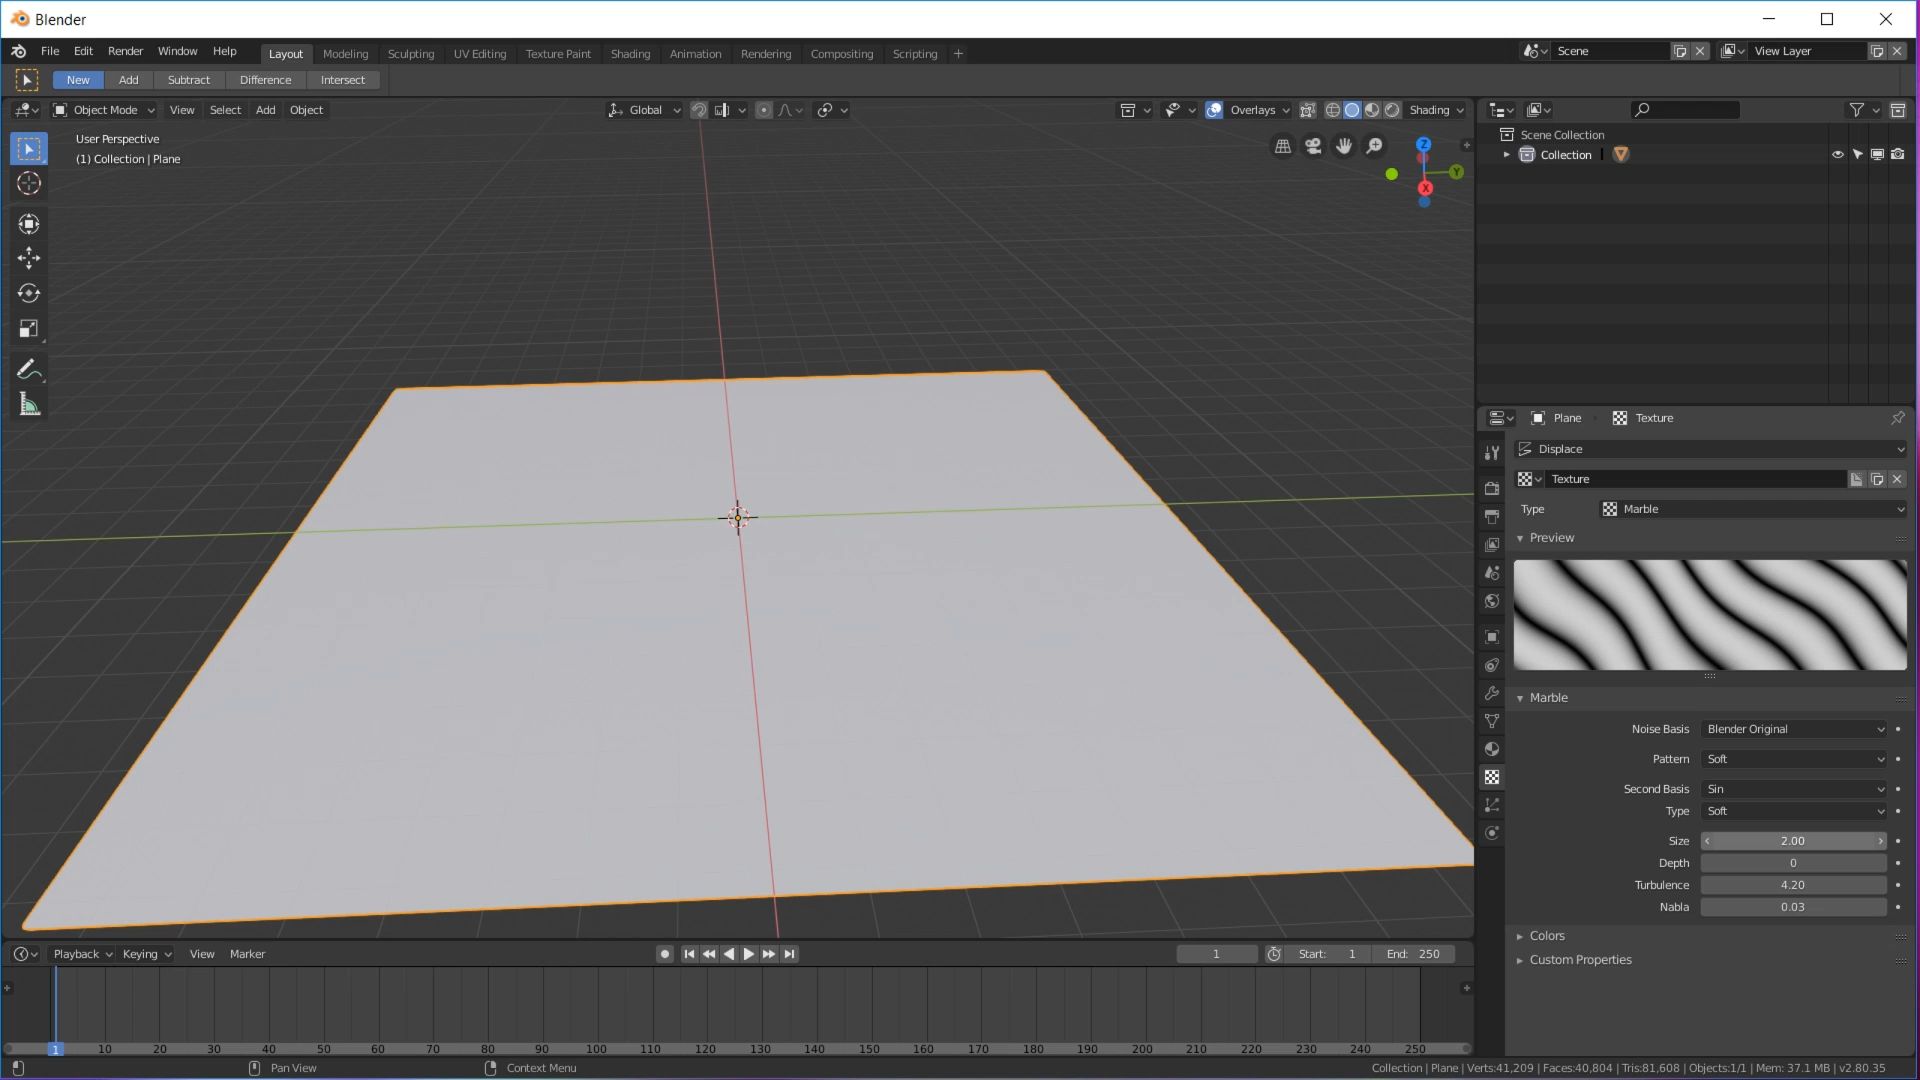 Blender
File Edit Render Window Help Layout Modeling Sculpting UV Editing Texture Paint Shading Animation Rendering Compositing Scripting + Scene View Layer
New Add Subtract Difference Intersect
Object Mode View Select Add Object Global Overlays Shading
User Perspective
(1) Collection | Plane
Z
Y
X
Scene Collection
Collection
Plane Texture
Displace
Texture
Type Marble
Preview
Marble
Noise Basis Blender Original
Pattern Soft
Second Basis Sin
Type Soft
Size 2.00
Depth 0
Turbulence 4.20
Nabla 0.03
Colors
Custom Properties
Playback Keying View Marker 1 Start: 1 End: 250
1 10 20 30 40 50 60 70 80 90 100 110 120 130 140 150 160 170 180 190 200 210 220 230 240 250
Pan View Context Menu Collection | Plane | Verts:41,209 | Faces:40,804 | Tris:81,608 | Objects:1/1 | Mem: 37.1 MB | v2.80.35